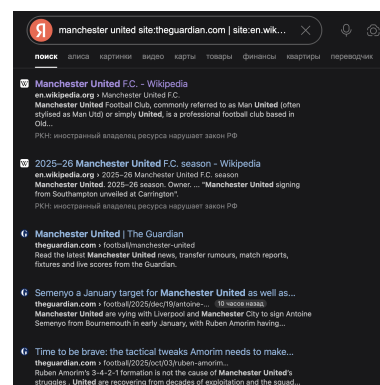 Я manchester united site:theguardian.com | site:en.wik...
поиск алиса картинки видео карты товары финансы квартиры переводчик
W Manchester United F.C. - Wikipedia
en.wikipedia.org › Manchester United F.C.
Manchester United Football Club, commonly referred to as Man United (often
stylised as Man Utd) or simply United, is a professional football club based in
Old...
РКН: иностранный владелец ресурса нарушает закон РФ
W 2025–26 Manchester United F.C. season - Wikipedia
en.wikipedia.org › 2025–26 Manchester United F.C. season
Manchester United. 2025–26 season. Owner. ... "Manchester United signing
from Southampton unveiled at Carrington".
РКН: иностранный владелец ресурса нарушает закон РФ
G Manchester United | The Guardian
theguardian.com › football/manchester-united
Read the latest Manchester United news, transfer rumours, match reports,
fixtures and live scores from the Guardian.
G Semenyo a January target for Manchester United as well as...
theguardian.com › football/2025/dec/19/antoine-... 10 часов назад
Manchester United are vying with Liverpool and Manchester City to sign Antoine
Semenyo from Bournemouth in early January, with Ruben Amorim having...
G Time to be brave: the tactical tweaks Amorim needs to make...
theguardian.com › football/2025/oct/03/ruben-amorim...
Ruben Amorim's 3-4-2-1 formation is not the cause of Manchester United's
struggles . United are recovering from decades of exploitation and the squad...